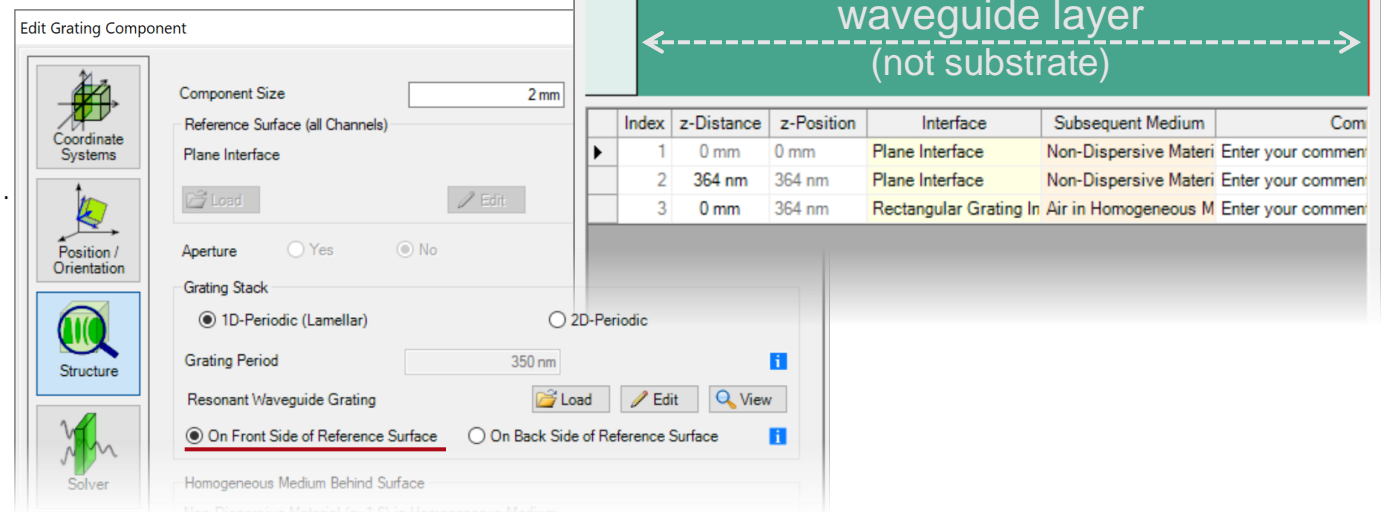 Edit Grating Component
Coordinate
Systems
Position /
Orientation
Structure
Solver
Component Size 2 mm
Reference Surface (all Channels)
Plane Interface
Load Edit
Aperture Yes No
Grating Stack
1D-Periodic (Lamellar) 2D-Periodic
Grating Period 350 nm
Resonant Waveguide Grating Load Edit View
On Front Side of Reference Surface On Back Side of Reference Surface
Homogeneous Medium Behind Surface
waveguide layer
(not substrate)
Index z-Distance z-Position Interface Subsequent Medium Com
1 0 mm 0 mm Plane Interface Non-Dispersive Materi Enter your commen
2 364 nm 364 nm Plane Interface Non-Dispersive Materi Enter your commen
3 0 mm 364 nm Rectangular Grating In Air in Homogeneous M Enter your commen
.